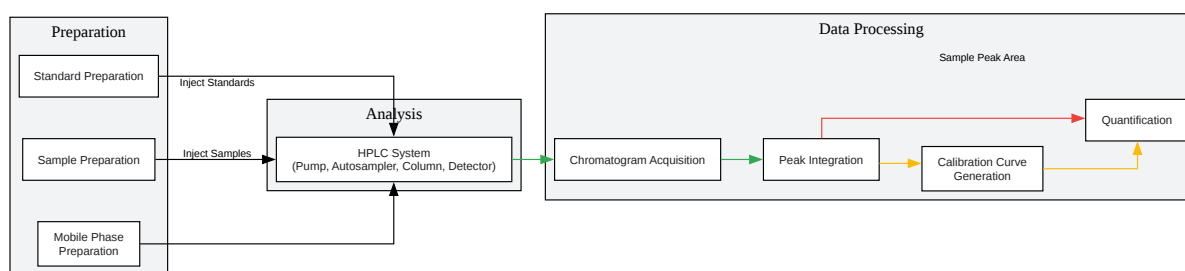 Preparation
Standard Preparation
Inject Standards
Sample Preparation
Inject Samples
Mobile Phase
Preparation
Analysis
HPLC System
(Pump, Autosampler, Column, Detector)
Data Processing
Sample Peak Area
Chromatogram Acquisition
Peak Integration
Calibration Curve
Generation
Quantification